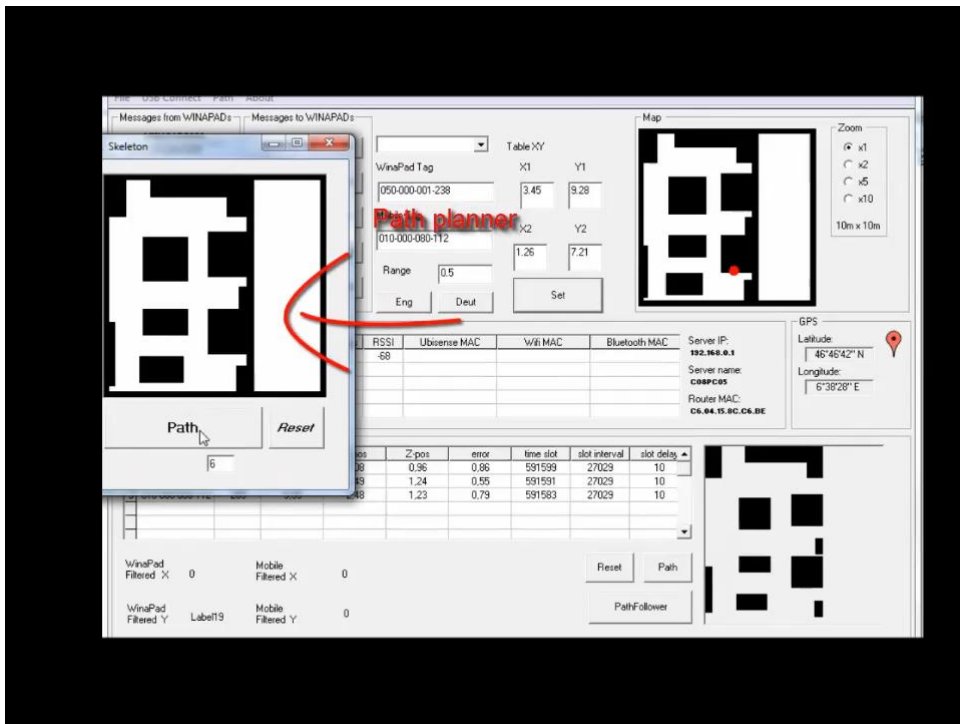 File USB Connect Path About
Messages from WINAPADs
Messages to WINAPADs
Map
Zoom
x1
x2
x5
x10
10m x 10m
Skeleton
Table XY
WinaPad Tag
X1
Y1
050-000-001-238
3.45
9.28
Path planner
010-000-080-112
X2
Y2
1.26
7.21
Range
0.5
Eng
Deut
Set
GPS
RSSI
Ubisense MAC
Wifi MAC
Bluetooth MAC
-68
Server IP:
192.168.0.1
Server name:
C08PC05
Router MAC:
C6.04.15.8C.C6.BE
Latitude:
46°46'42" N
Longitude:
6°38'28" E
Path
Reset
6
Z-pos
error
time slot
slot interval
slot delay
0,96
0,86
591599
27029
10
1,24
0,55
591591
27029
10
1,23
0,79
591583
27029
10
WinaPad
Filtered X
0
Mobile
Filtered X
0
Reset
Path
WinaPad
Filtered Y
Label19
Mobile
Filtered Y
0
PathFollower